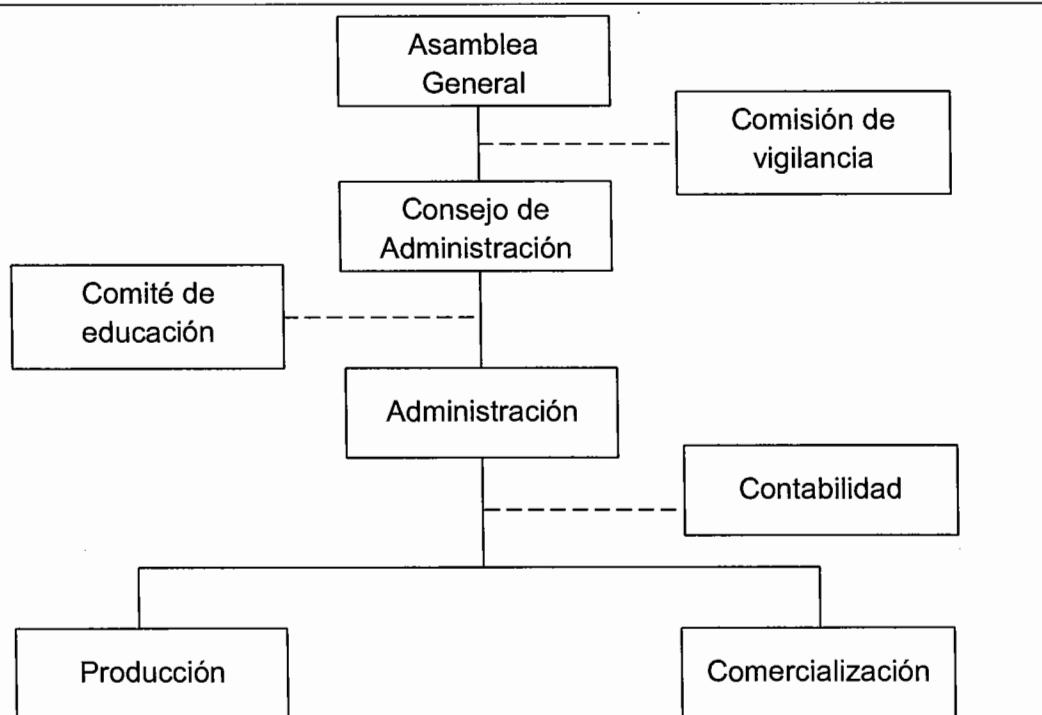 Asamblea
General
Comisión de
vigilancia
Consejo de
Administración
Comité de
educación
Administración
Contabilidad
Producción
Comercialización